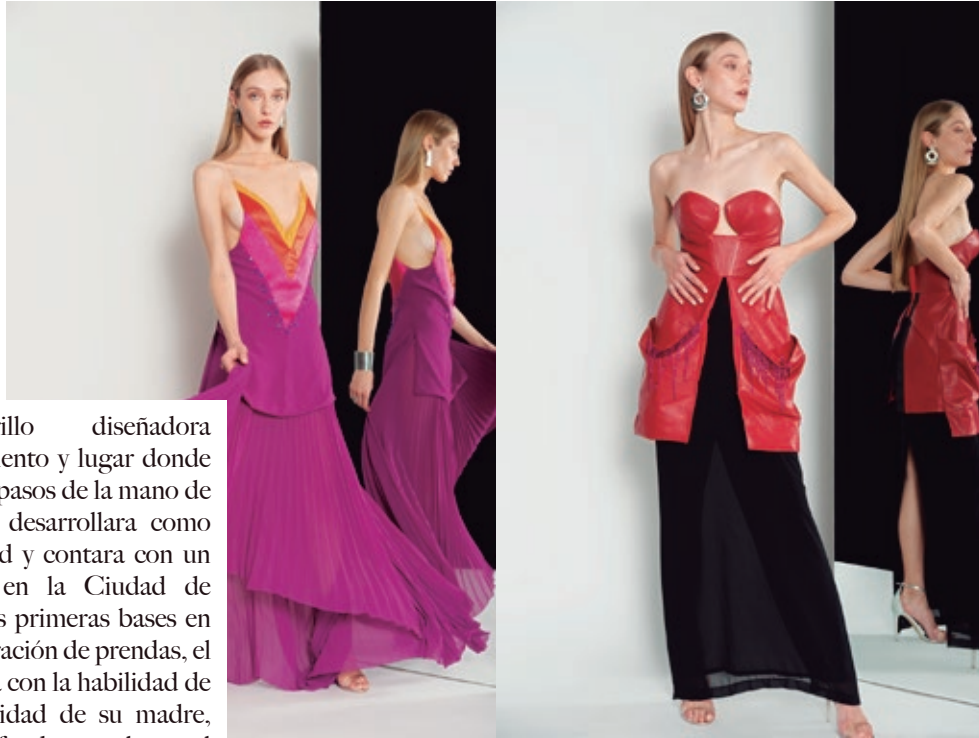 illo diseñadora
ento y lugar donde
pasos de la mano de
desarrollara como
d y contara con un
en la Ciudad de
s primeras bases en
ación de prendas, el
a con la habilidad de
idad de su madre,